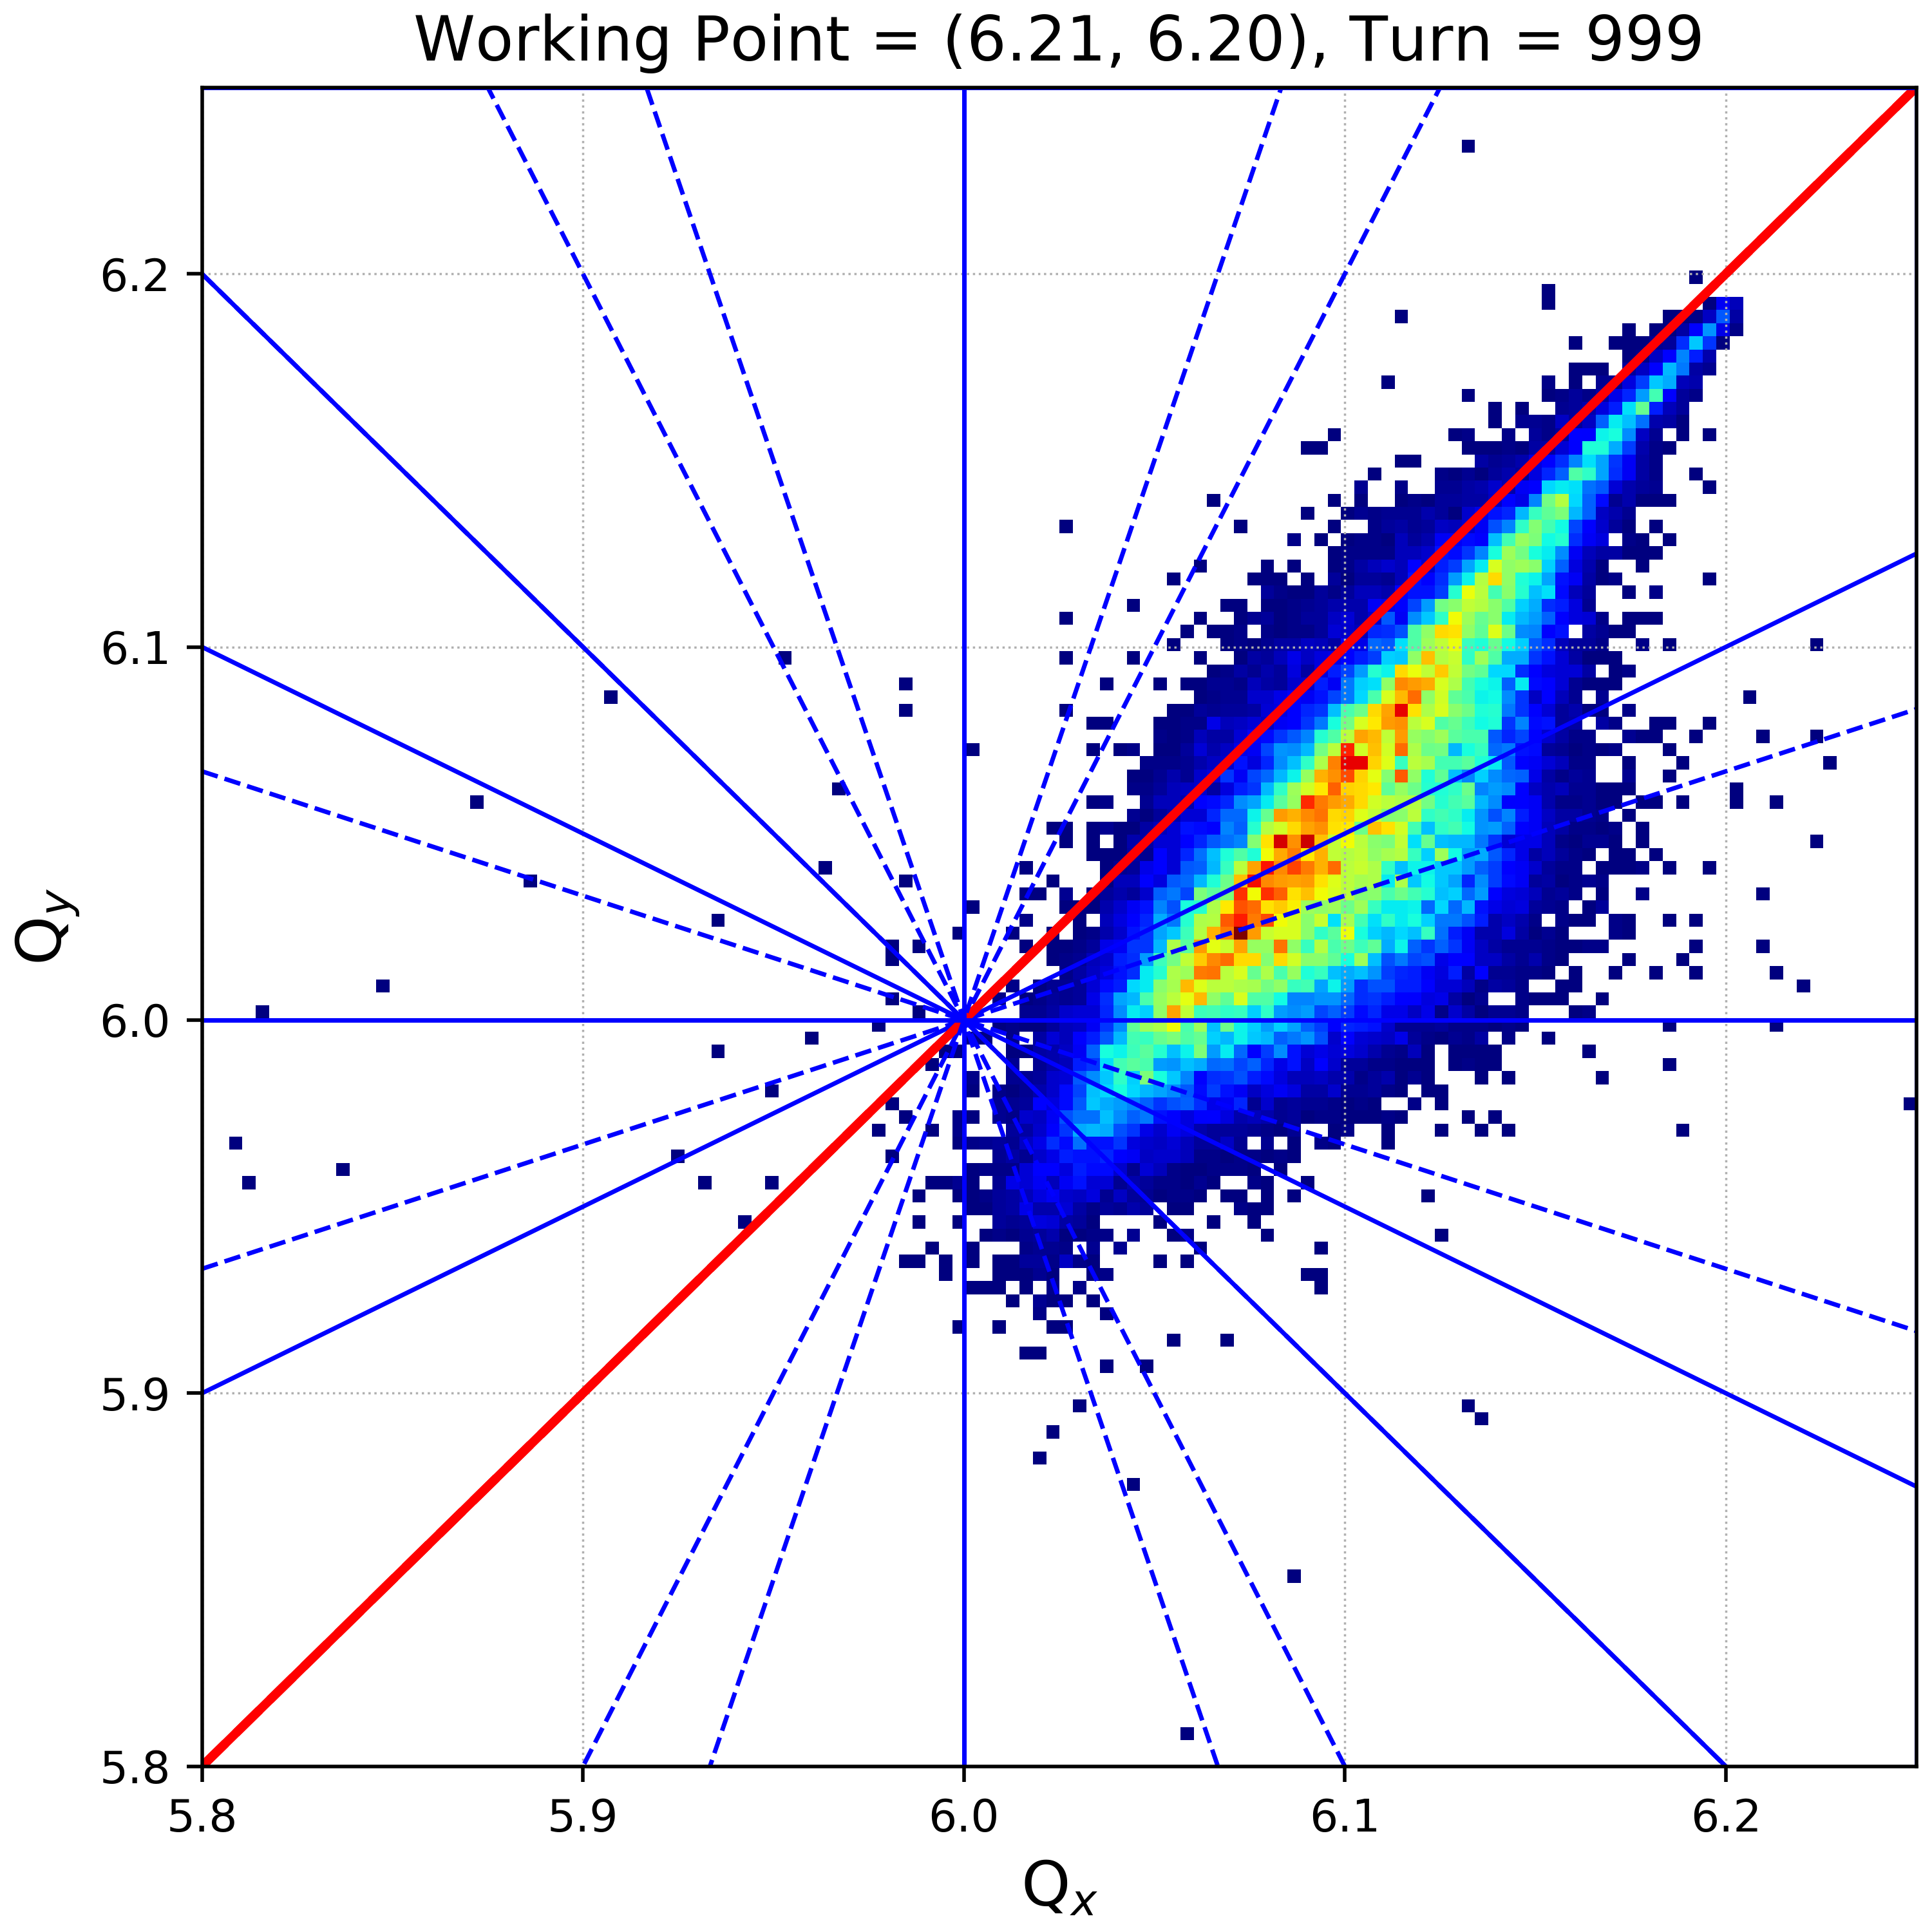 Working Point = (6.21, 6.20), Turn = 999
6.2
6.1
6.0
5.9
5.8
Qy
5.8 5.9 6.0 6.1 6.2
Qx